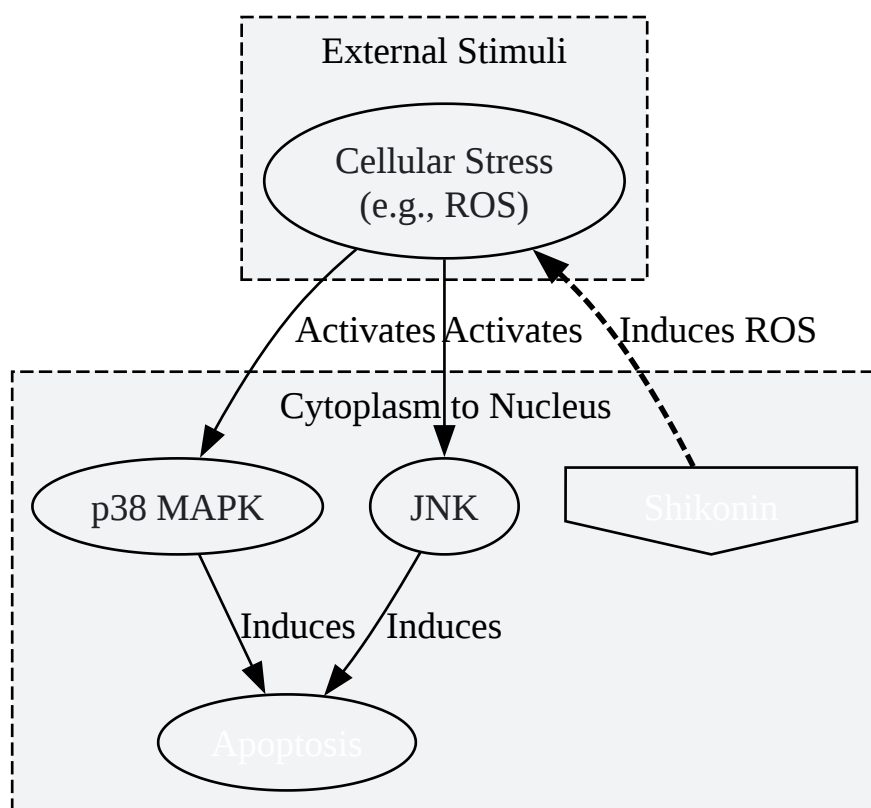 External Stimuli
Cellular Stress
(e.g., ROS)
Activates
Activates
Induces ROS
Cytoplasm to Nucleus
p38 MAPK
JNK
Shikonin
Induces
Induces
Apoptosis